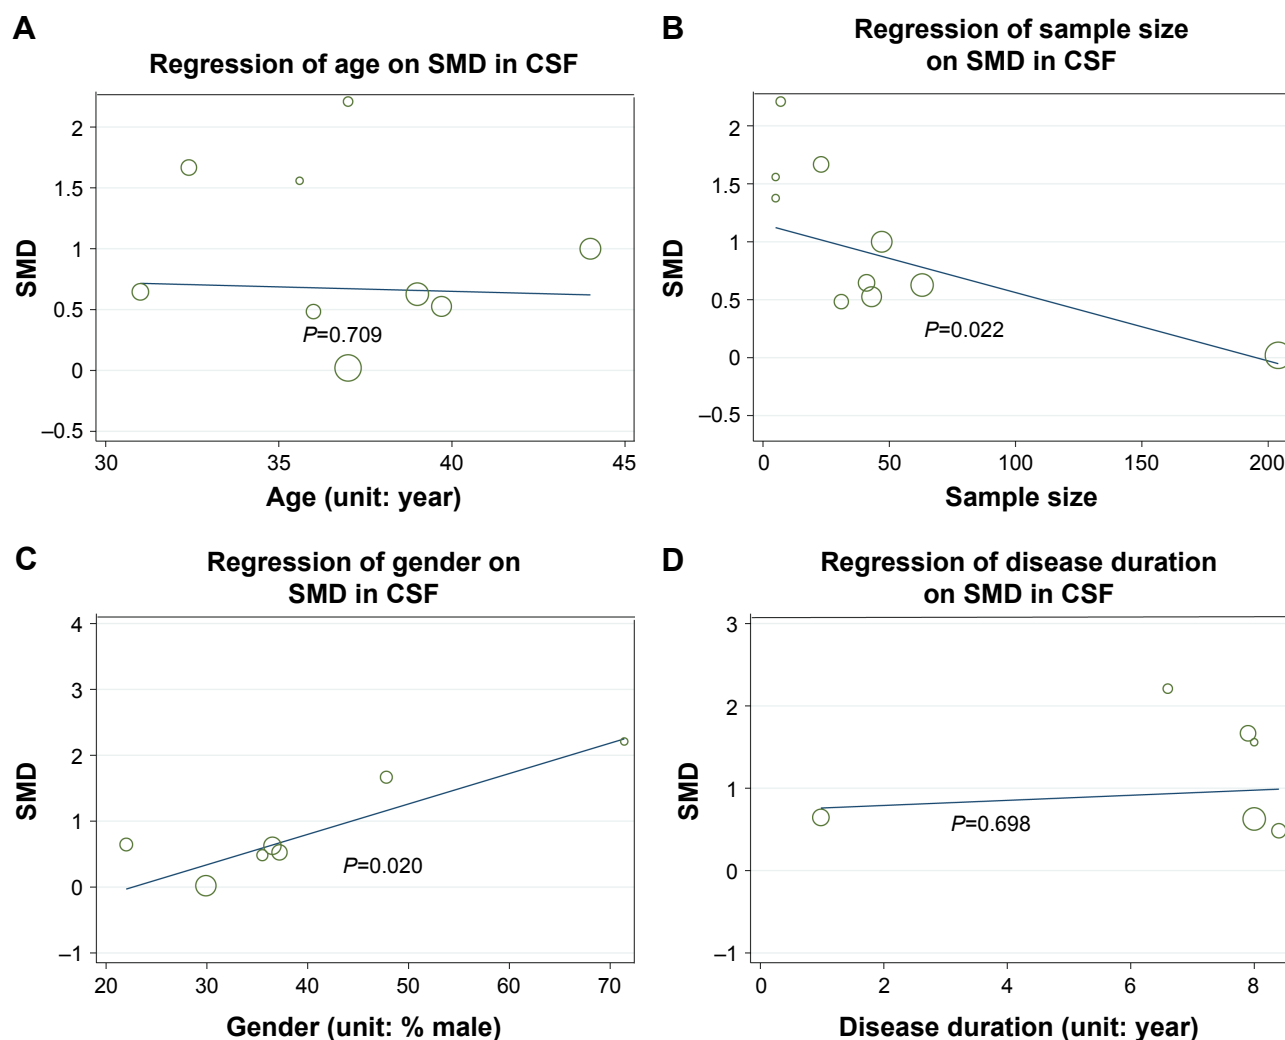 A
Regression of age on SMD in CSF
2
1.5
1
0.5
0
–0.5
SMD
P=0.709
30
35
40
45
Age (unit: year)
B
Regression of sample size
on SMD in CSF
2
1.5
1
0.5
0
–0.5
SMD
P=0.022
0
50
100
150
200
Sample size
C
Regression of gender on
SMD in CSF
4
3
2
1
0
–1
SMD
P=0.020
20
30
40
50
60
70
Gender (unit: % male)
D
Regression of disease duration
on SMD in CSF
3
2
1
0
–1
SMD
P=0.698
0
2
4
6
8
Disease duration (unit: year)